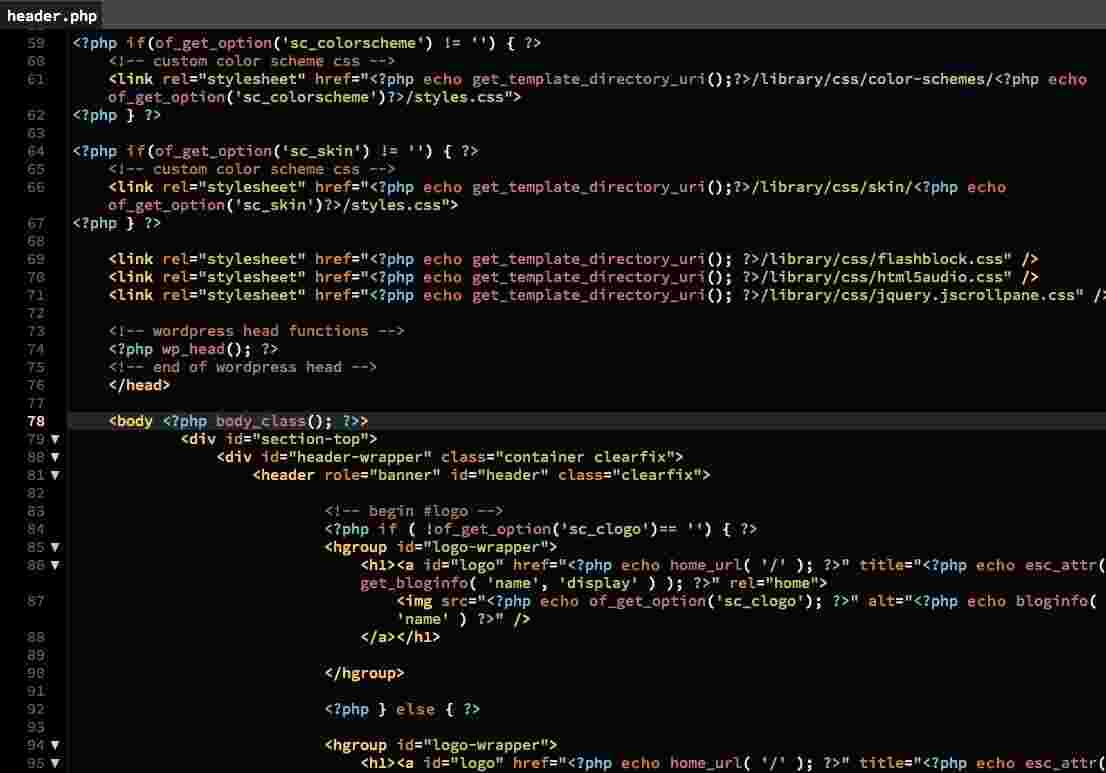 header.php
59 <?php if(of_get_option('sc_colorscheme') != '') { ?>
60 <!-- custom color scheme css -->
61 <link rel="stylesheet" href="<?php echo get_template_directory_uri();?>/library/css/color-schemes/<?php echo
of_get_option('sc_colorscheme')?>/styles.css">
62 <?php } ?>
63
64 <?php if(of_get_option('sc_skin') != '') { ?>
65 <!-- custom color scheme css -->
66 <link rel="stylesheet" href="<?php echo get_template_directory_uri();?>/library/css/skin/<?php echo
of_get_option('sc_skin')?>/styles.css">
67 <?php } ?>
68
69 <link rel="stylesheet" href="<?php echo get_template_directory_uri(); ?>/library/css/flashblock.css" />
70 <link rel="stylesheet" href="<?php echo get_template_directory_uri(); ?>/library/css/html5audio.css" />
71 <link rel="stylesheet" href="<?php echo get_template_directory_uri(); ?>/library/css/jquery.jscrollpane.css" />
72
73 <!-- wordpress head functions -->
74 <?php wp_head(); ?>
75 <!-- end of wordpress head -->
76 </head>
77
78 <body <?php body_class(); ?>>
79 ▼ <div id="section-top">
80 ▼ <div id="header-wrapper" class="container clearfix">
81 ▼ <header role="banner" id="header" class="clearfix">
82
83 <!-- begin #logo -->
84 <?php if ( !of_get_option('sc_clogo')== '') { ?>
85 ▼ <hgroup id="logo-wrapper">
86 ▼ <h1><a id="logo" href="<?php echo home_url( '/' ); ?>" title="<?php echo esc_attr(
get_bloginfo( 'name', 'display' ) ); ?>" rel="home">
87 <img src="<?php echo of_get_option('sc_clogo'); ?>" alt="<?php echo bloginfo(
'name' ) ?>" />
88 </a></h1>
89
90 </hgroup>
91
92 <?php } else { ?>
93
94 ▼ <hgroup id="logo-wrapper">
95 ▼ <h1><a id="logo" href="<?php echo home_url( '/' ); ?>" title="<?php echo esc_attr(